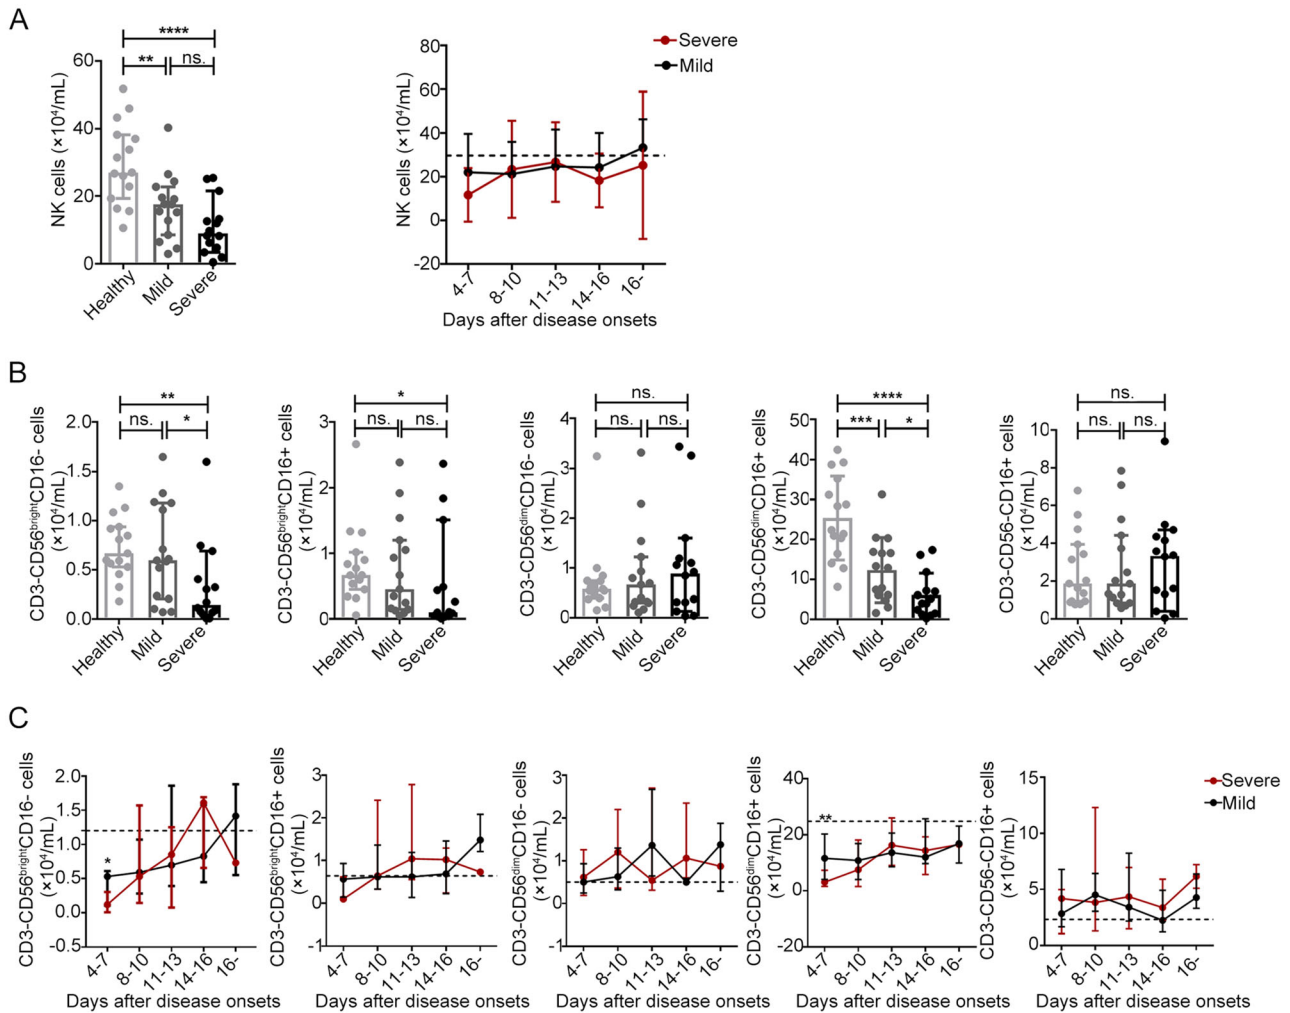 A
****
** ns.
NK cells (×10⁴/mL)
60
40
20
0
Healthy
Mild
Severe
NK cells (×10⁴/mL)
80
60
40
20
0
-20
4-7
8-10
11-13
14-16
16-
Days after disease onsets
Severe
Mild
B
**
ns. *
CD3-CD56brightCD16- cells
(×10⁴/mL)
2.0
1.5
1.0
0.5
0.0
Healthy
Mild
Severe
*
ns. ns.
CD3-CD56brightCD16+ cells
(×10⁴/mL)
3
2
1
0
Healthy
Mild
Severe
ns.
ns. ns.
CD3-CD56dimCD16- cells
(×10⁴/mL)
4
3
2
1
0
Healthy
Mild
Severe
****
*** *
CD3-CD56dimCD16+ cells
(×10⁴/mL)
50
40
30
20
10
0
Healthy
Mild
Severe
ns.
ns. ns.
CD3-CD56-CD16+ cells
(×10⁴/mL)
10
8
6
4
2
0
Healthy
Mild
Severe
C
CD3-CD56brightCD16- cells
(×10⁴/mL)
2.0
1.5
1.0
0.5
0.0
-0.5
*
4-7
8-10
11-13
14-16
16-
Days after disease onsets
CD3-CD56brightCD16+ cells
(×10⁴/mL)
3
2
1
0
-1
4-7
8-10
11-13
14-16
16-
Days after disease onsets
CD3-CD56dimCD16- cells
(×10⁴/mL)
3
2
1
0
-1
4-7
8-10
11-13
14-16
16-
Days after disease onsets
CD3-CD56dimCD16+ cells
(×10⁴/mL)
40
20
0
-20
**
4-7
8-10
11-13
14-16
16-
Days after disease onsets
CD3-CD56-CD16+ cells
(×10⁴/mL)
15
10
5
0
4-7
8-10
11-13
14-16
16-
Days after disease onsets
Severe
Mild